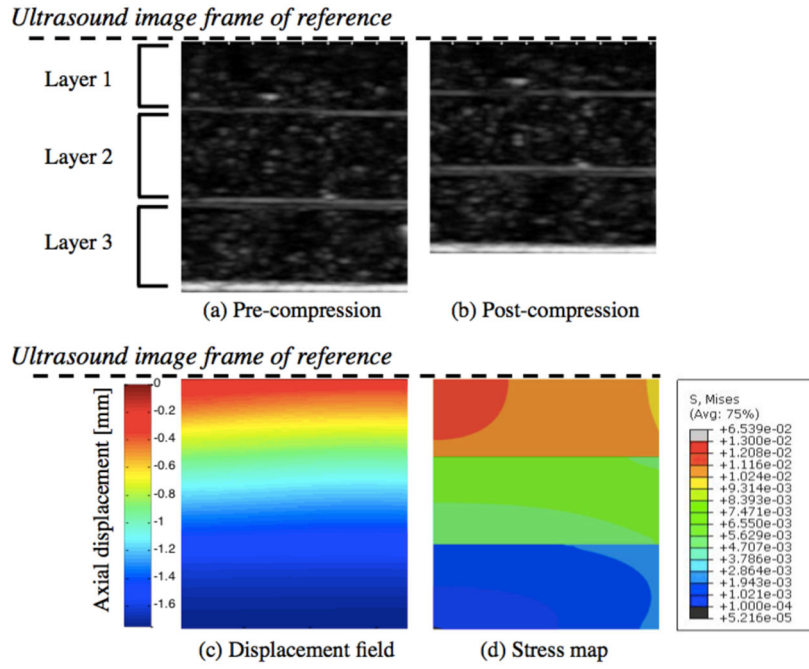 Ultrasound image frame of reference
Layer 1
Layer 2
Layer 3
(a) Pre-compression
(b) Post-compression
Ultrasound image frame of reference
Axial displacement [mm]
0
-0.2
-0.4
-0.6
-0.8
-1
-1.2
-1.4
-1.6
(c) Displacement field
(d) Stress map
S, Mises
(Avg: 75%)
+6.539e-02
+1.300e-02
+1.208e-02
+1.116e-02
+1.024e-02
+9.314e-03
+8.393e-03
+7.471e-03
+6.550e-03
+5.629e-03
+4.707e-03
+3.786e-03
+2.864e-03
+1.943e-03
+1.021e-03
+1.000e-04
+5.216e-05